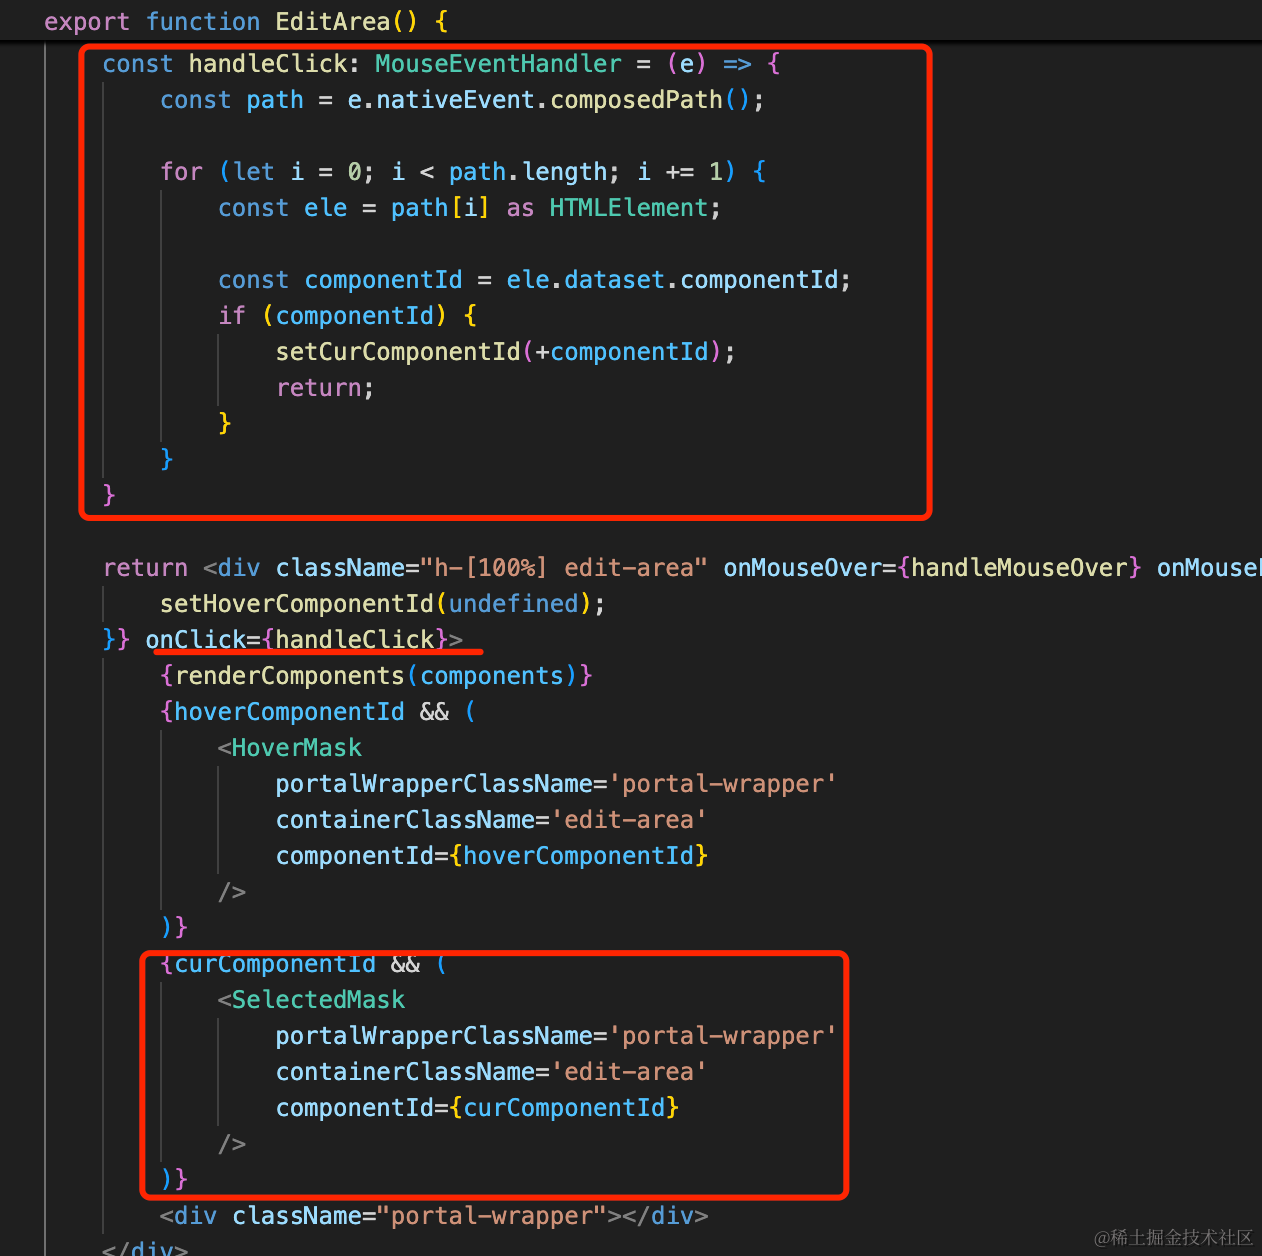 export function EditArea() {
    const handleClick: MouseEventHandler = (e) => {
        const path = e.nativeEvent.composedPath();

        for (let i = 0; i < path.length; i += 1) {
            const ele = path[i] as HTMLElement;

            const componentId = ele.dataset.componentId;
            if (componentId) {
                setCurComponentId(+componentId);
                return;
            }
        }
    }

    return <div className="h-[100%] edit-area" onMouseOver={handleMouseOver} onMouse
        setHoverComponentId(undefined);
    }} onClick={handleClick}>
        {renderComponents(components)}
        {hoverComponentId && (
            <HoverMask
                portalWrapperClassName='portal-wrapper'
                containerClassName='edit-area'
                componentId={hoverComponentId}
            />
        )}
        {curComponentId && (
            <SelectedMask
                portalWrapperClassName='portal-wrapper'
                containerClassName='edit-area'
                componentId={curComponentId}
            />
        )}
        <div className="portal-wrapper"></div>
    </div>
@稀土掘金技术社区